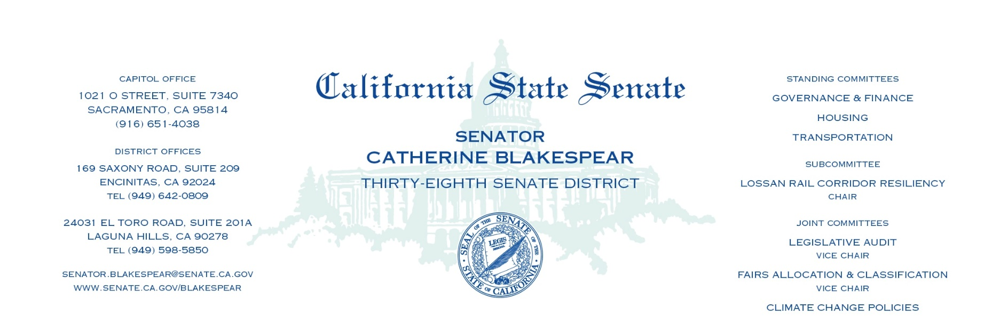 CAPITOL OFFICE
1021 O STREET, SUITE 7340
SACRAMENTO, CA 95814
(916) 651-4038
DISTRICT OFFICES
169 SAXONY ROAD, SUITE 209
ENCINITAS, CA 92024
TEL (949) 642-0809
24031 EL TORO ROAD, SUITE 201A
LAGUNA HILLS, CA 90278
TEL (949) 598-5850
SENATOR.BLAKESPEAR@SENATE.CA.GOV
WWW.SENATE.CA.GOV/BLAKESPEAR
California State Senate
SENATOR
CATHERINE BLAKESPEAR
THIRTY-EIGHTH SENATE DISTRICT
SEAL OF THE SENATE OF THE
STATE OF CALIFORNIA
LEGIS
STANDING COMMITTEES
GOVERNANCE & FINANCE
HOUSING
TRANSPORTATION
SUBCOMMITTEE
LOSSAN RAIL CORRIDOR RESILIENCY
CHAIR
JOINT COMMITTEES
LEGISLATIVE AUDIT
VICE CHAIR
FAIRS ALLOCATION & CLASSIFICATION
VICE CHAIR
CLIMATE CHANGE POLICIES